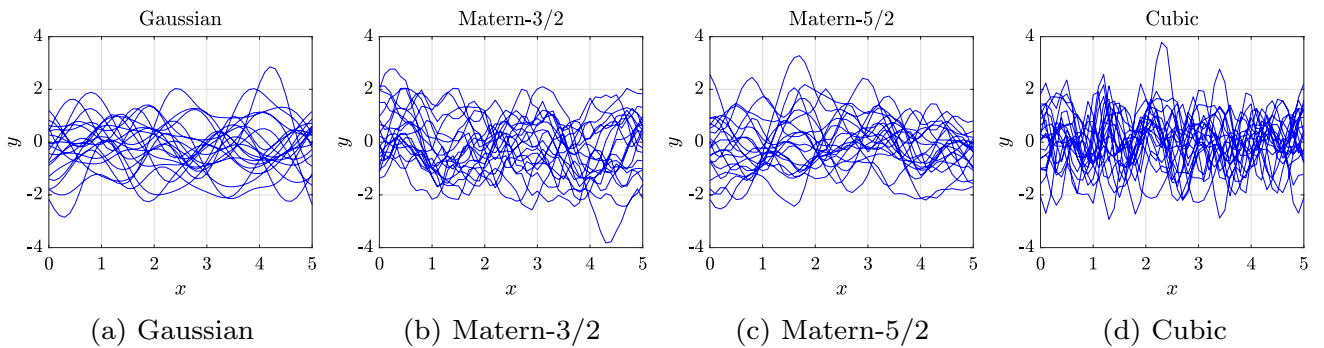 Gaussian
4
2
0
-2
-4
y
0 1 2 3 4 5
x
(a) Gaussian
Matern-3/2
4
2
0
-2
-4
y
0 1 2 3 4 5
x
(b) Matern-3/2
Matern-5/2
4
2
0
-2
-4
y
0 1 2 3 4 5
x
(c) Matern-5/2
Cubic
4
2
0
-2
-4
y
0 1 2 3 4 5
x
(d) Cubic